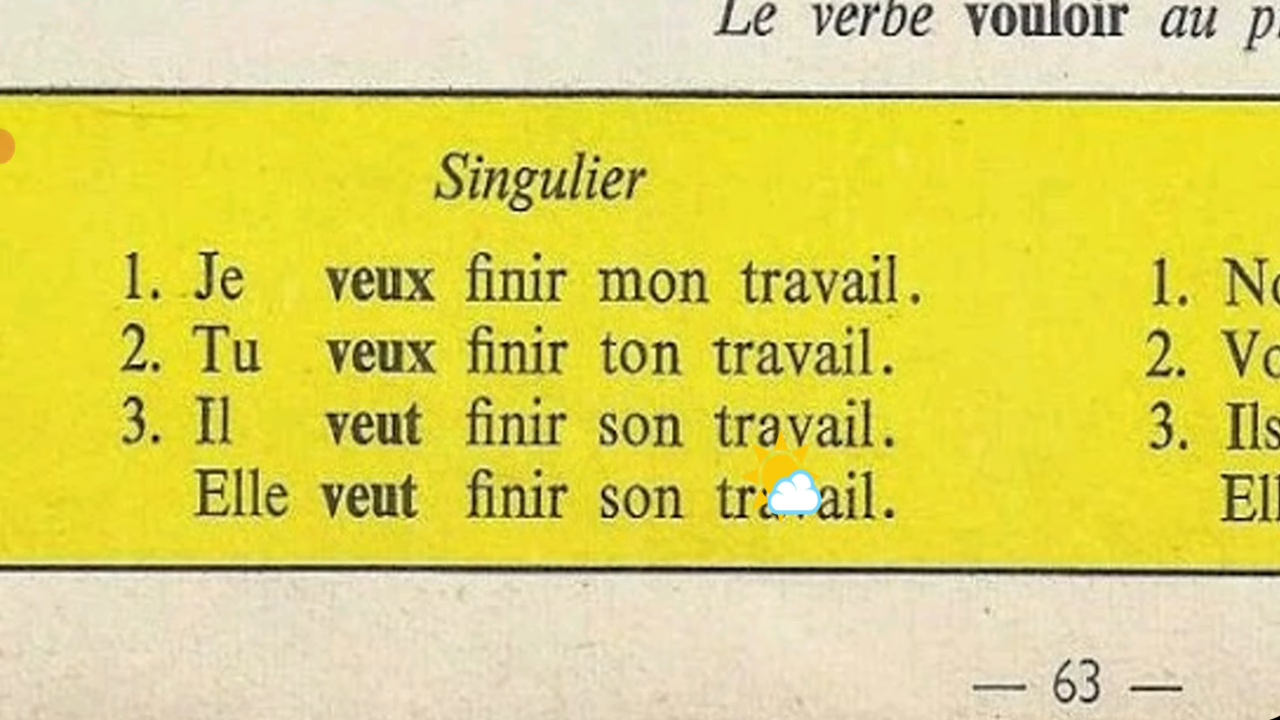 Le verbe vouloir au
Singulier
1. Je veux finir mon travail.
2. Tu veux finir ton travail.
3. Il veut finir son travail.
Elle veut finir son travail.
1.
2.
3. Ils
— 63 —